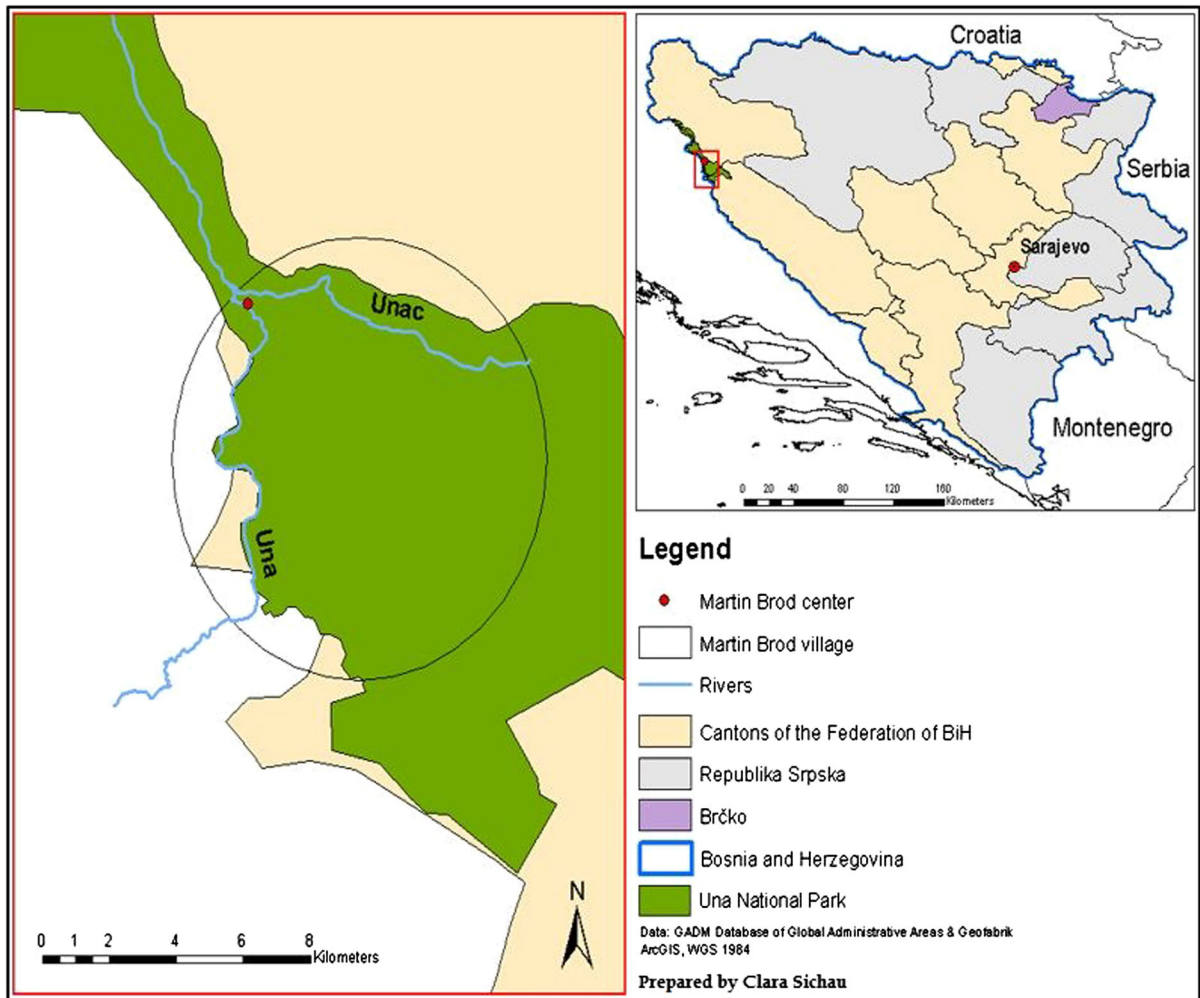 Unac
Una
N
0 1 2 4 6 8
Kilometers
Croatia
Serbia
Sarajevo
Montenegro
0 20 40 80 120 160
Kilometers
Legend
Martin Brod center
Martin Brod village
Rivers
Cantons of the Federation of BiH
Republika Srpska
Brčko
Bosnia and Herzegovina
Una National Park
Data: GADM Database of Global Administrative Areas & Geofabrik
ArcGIS, WGS 1984
Prepared by Clara Sichau